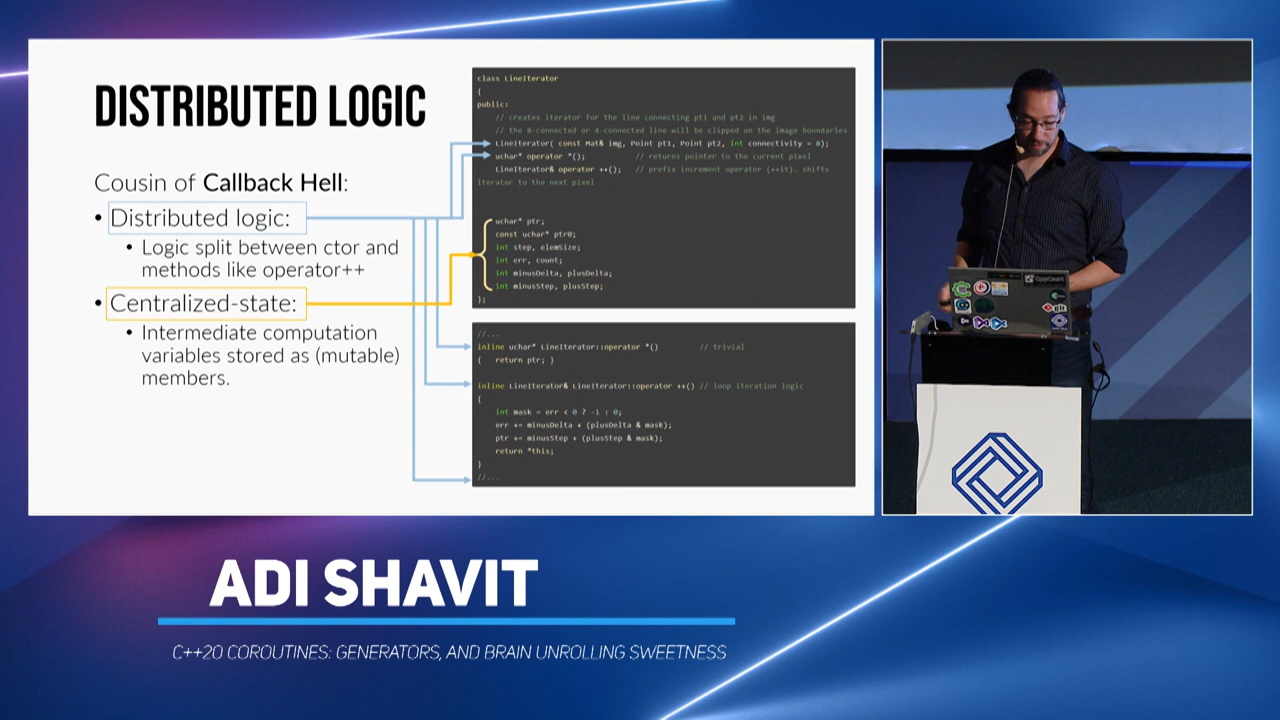 DISTRIBUTED LOGIC
Cousin of Callback Hell:
• Distributed logic:
• Logic split between ctor and
methods like operator++
• Centralized-state:
• Intermediate computation
variables stored as (mutable)
members.
class LineIterator
{
public:
// creates iterator for the line connecting pt1 and pt2 in img
// the 8-connected or 4-connected line will be clipped on the image boundaries
LineIterator( const Mat& img, Point pt1, Point pt2, int connectivity = 8);
uchar* operator *(); // returns pointer to the current pixel
LineIterator& operator ++(); // prefix increment operator (++it). shifts
iterator to the next pixel
uchar* ptr;
const uchar* ptr0;
int step, elemSize;
int err, count;
int minusDelta, plusDelta;
int minusStep, plusStep;
};
//...
inline uchar* LineIterator::operator *() // trivial
{ return ptr; }
inline LineIterator& LineIterator::operator ++() // loop iteration logic
{
int mask = err < 0 ? -1 : 0;
err += minusDelta + (plusDelta & mask);
ptr += minusStep + (plusStep & mask);
return *this;
}
//...
git
ADI SHAVIT
C++20 COROUTINES: GENERATORS, AND BRAIN UNROLLING SWEETNESS